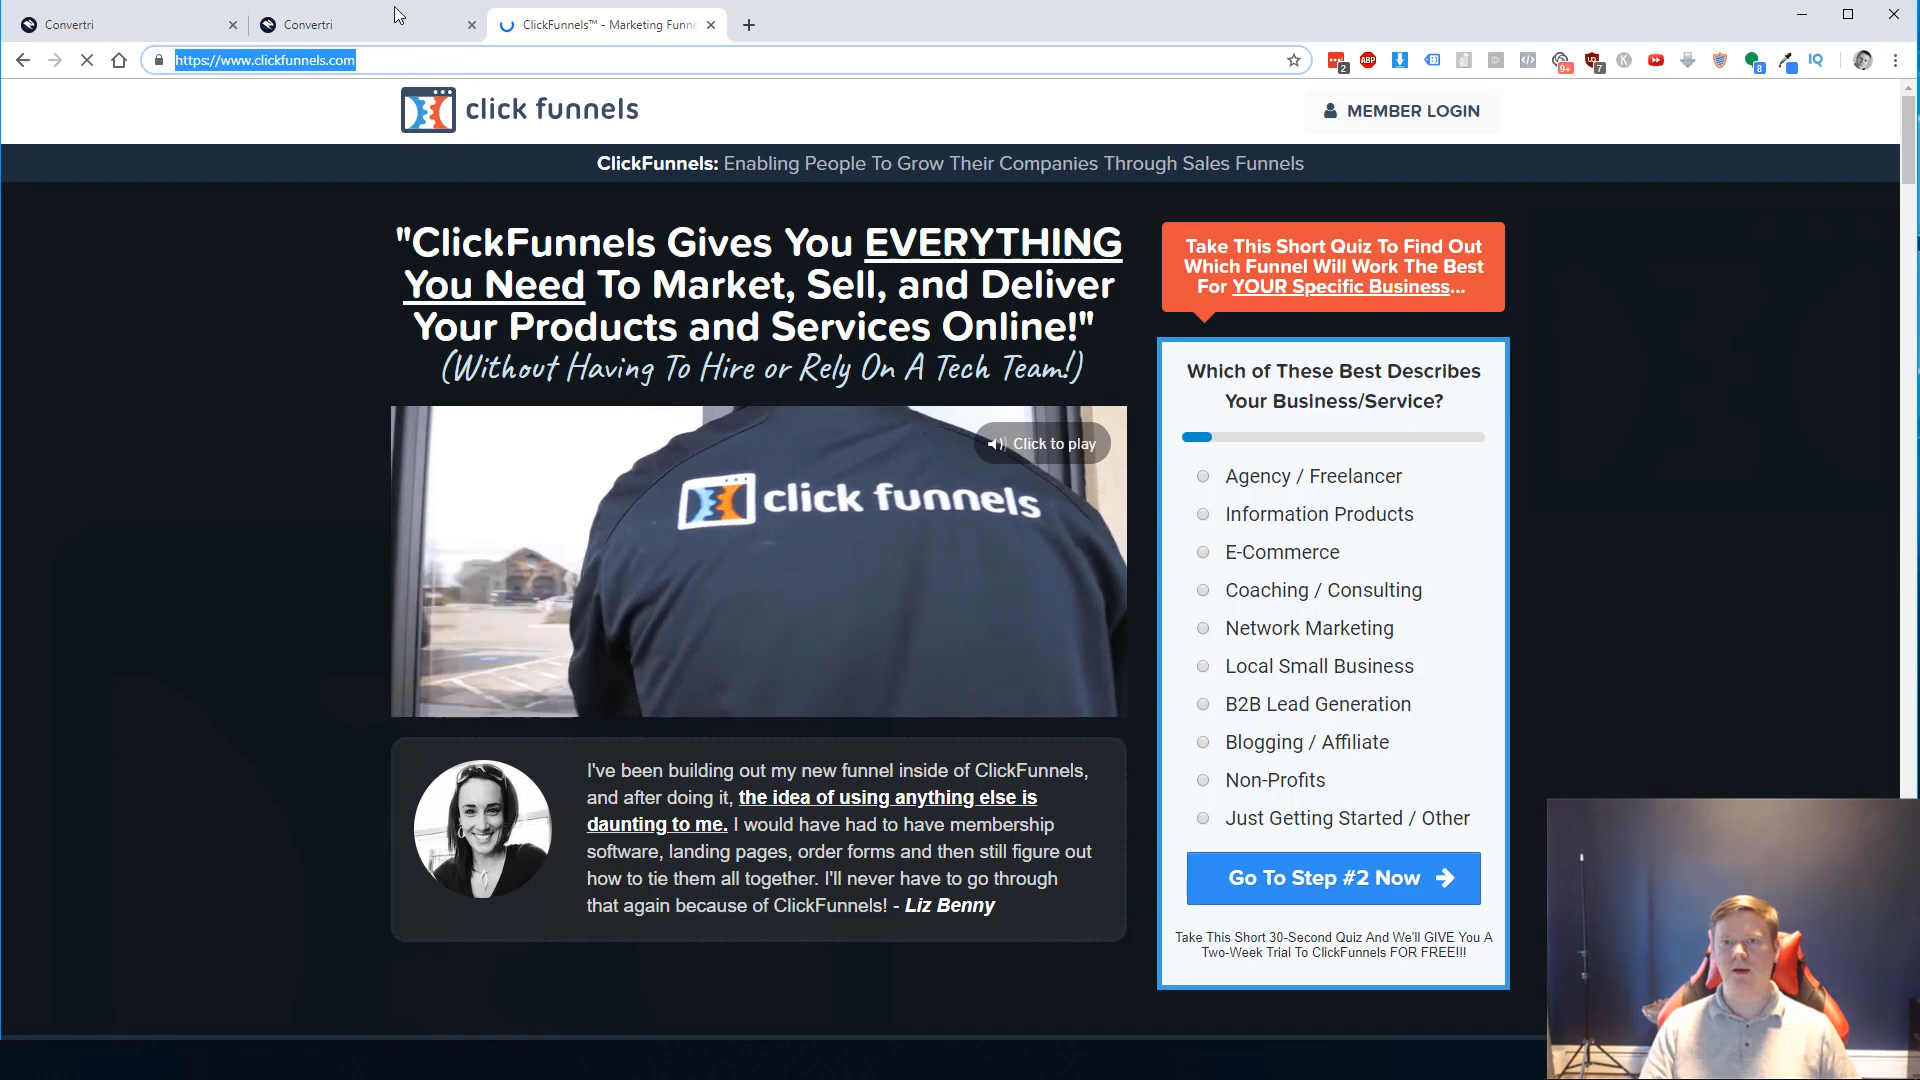 Convertri
Convertri
ClickFunnels™ - Marketing Funne
https://www.clickfunnels.com
2
ABP
9+
7
K
8
IQ
click funnels
MEMBER LOGIN
ClickFunnels: Enabling People To Grow Their Companies Through Sales Funnels
"ClickFunnels Gives You EVERYTHING
You Need To Market, Sell, and Deliver
Your Products and Services Online!"
(Without Having To Hire or Rely On A Tech Team!)
Click to play
click funnels
I've been building out my new funnel inside of ClickFunnels,
and after doing it, the idea of using anything else is
daunting to me. I would have had to have membership
software, landing pages, order forms and then still figure out
how to tie them all together. I'll never have to go through
that again because of ClickFunnels! - Liz Benny
Take This Short Quiz To Find Out
Which Funnel Will Work The Best
For YOUR Specific Business...
Which of These Best Describes
Your Business/Service?
Agency / Freelancer
Information Products
E-Commerce
Coaching / Consulting
Network Marketing
Local Small Business
B2B Lead Generation
Blogging / Affiliate
Non-Profits
Just Getting Started / Other
Go To Step #2 Now
Take This Short 30-Second Quiz And We'll GIVE You A
Two-Week Trial To ClickFunnels FOR FREE!!!